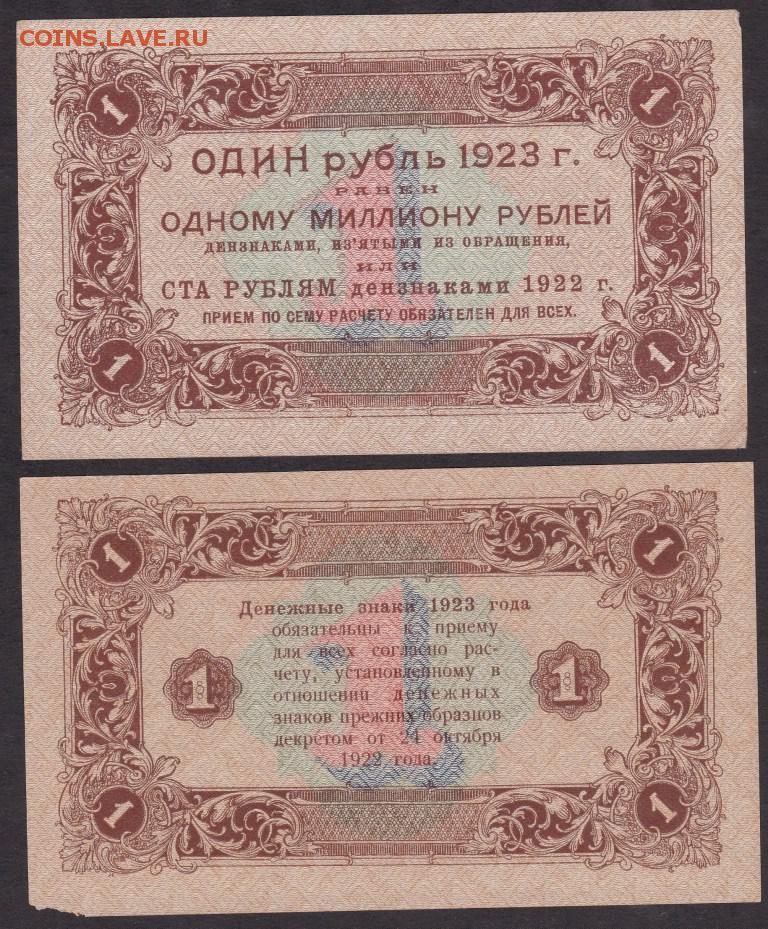 COINS.LAVE.RU
1 1
ОДИН рубль 1923 г.
РАВЕН
ОДНОМУ МИЛЛИОНУ РУБЛЕЙ
ДЕНЗНАКАМИ, ИЗ'ЯТЫМИ ИЗ ОБРАЩЕНИЯ,
ИЛИ
СТА РУБЛЯМ дензнаками 1922 г.
ПРИЕМ ПО СЕМУ РАСЧЕТУ ОБЯЗАТЕЛЕН ДЛЯ ВСЕХ.
1
1 1
1 1
Денежные знаки 1923 года
обязательны к приему
для всех согласно рас-
чету, установленному в
отношении денежных
знаков прежних образцов
декретом от 24 октября
1922 года.
1 1 1
1 1